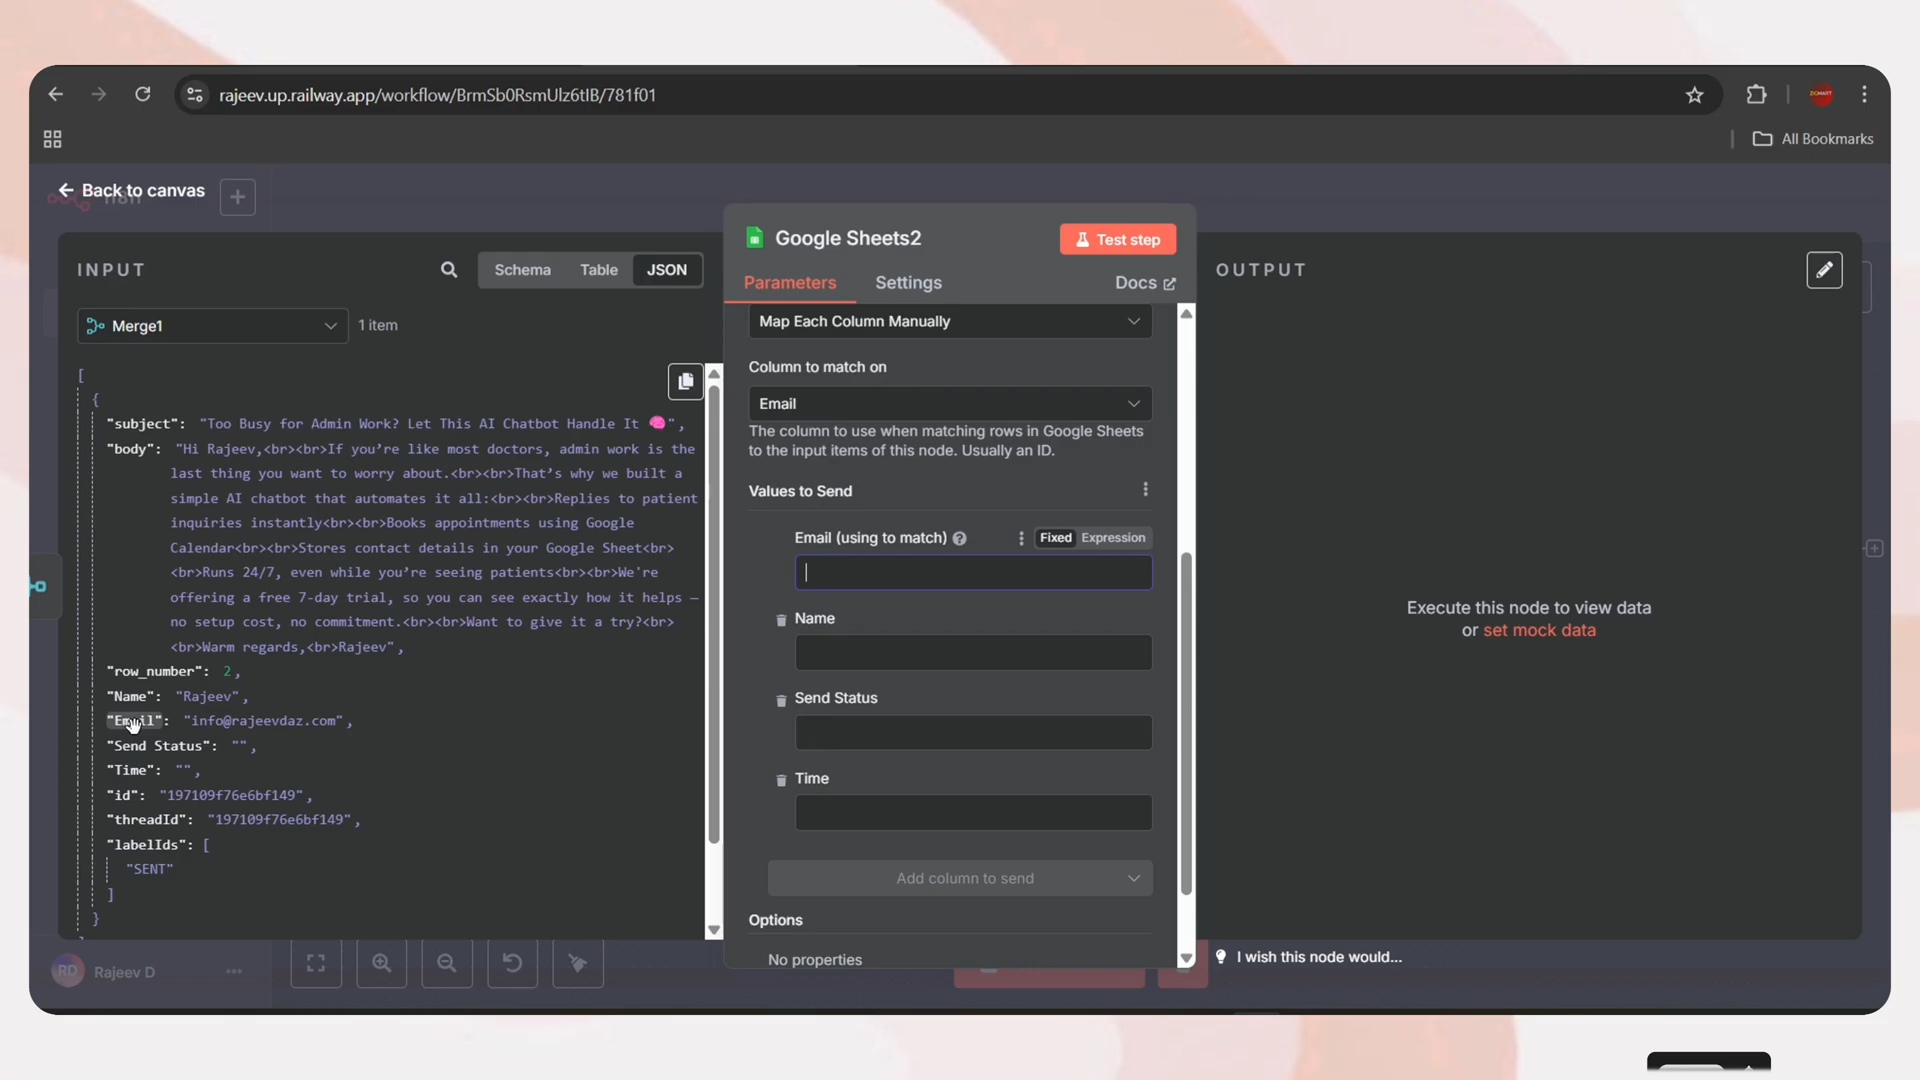 rajeev.up.railway.app/workflow/BrmSb0RsmUlz6tlB/781f01
ZICMART
All Bookmarks
Back to canvas
n8n
INPUT
Schema
Table
JSON
Merge1
1 item
[
{
"subject": "Too Busy for Admin Work? Let This AI Chatbot Handle It 🧠",
"body": "Hi Rajeev,<br><br>If you’re like most doctors, admin work is the
last thing you want to worry about.<br><br>That’s why we built a
simple AI chatbot that automates it all:<br><br>Replies to patient
inquiries instantly<br><br>Books appointments using Google
Calendar<br><br>Stores contact details in your Google Sheet<br>
<br>Runs 24/7, even while you’re seeing patients<br><br>We're
offering a free 7-day trial, so you can see exactly how it helps —
no setup cost, no commitment.<br><br>Want to give it a try?<br>
<br>Warm regards,<br>Rajeev",
"row_number": 2,
"Name": "Rajeev",
"Email": "info@rajeevdaz.com",
"Send Status": "",
"Time": "",
"id": "197109f76e6bf149",
"threadId": "197109f76e6bf149",
"labelIds": [
"SENT"
]
}
RD
Rajeev D
Google Sheets2
Test step
Parameters
Settings
Docs
Map Each Column Manually
Column to match on
Email
The column to use when matching rows in Google Sheets
to the input items of this node. Usually an ID.
Values to Send
Email (using to match)
Fixed
Expression
Name
Send Status
Time
Add column to send
Options
No properties
OUTPUT
Execute this node to view data
or set mock data
I wish this node would...